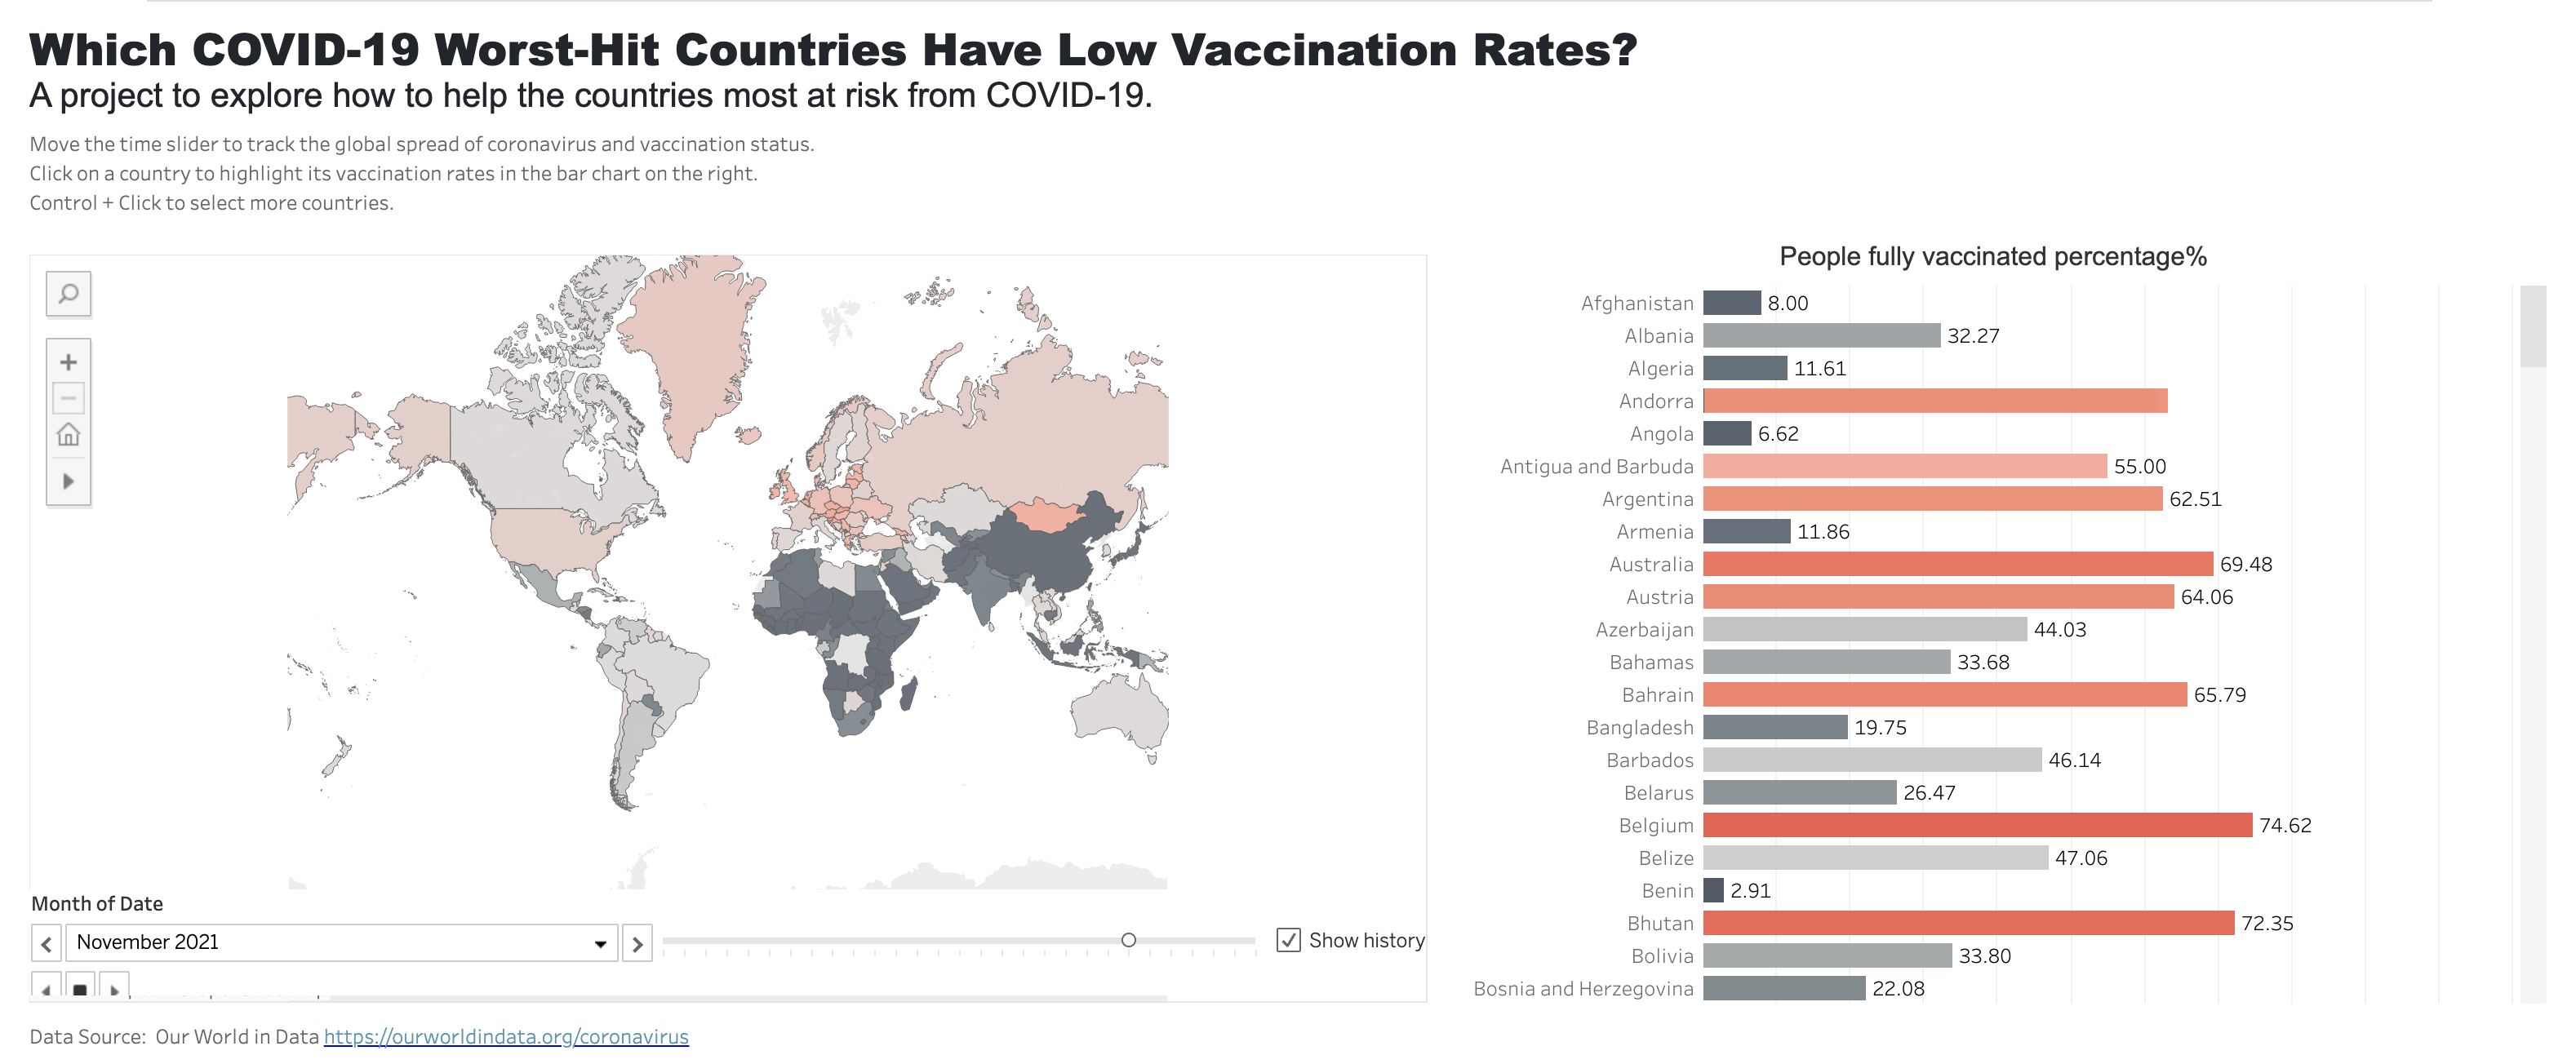 Which COVID-19 Worst-Hit Countries Have Low Vaccination Rates?
A project to explore how to help the countries most at risk from COVID-19.
Move the time slider to track the global spread of coronavirus and vaccination status.
Click on a country to highlight its vaccination rates in the bar chart on the right.
Control + Click to select more countries.
People fully vaccinated percentage%
Afghanistan 8.00
Albania 32.27
Algeria 11.61
Andorra
Angola 6.62
Antigua and Barbuda 55.00
Argentina 62.51
Armenia 11.86
Australia 69.48
Austria 64.06
Azerbaijan 44.03
Bahamas 33.68
Bahrain 65.79
Bangladesh 19.75
Barbados 46.14
Belarus 26.47
Belgium 74.62
Belize 47.06
Benin 2.91
Bhutan 72.35
Bolivia 33.80
Bosnia and Herzegovina 22.08
Month of Date
November 2021
Show history
Data Source: Our World in Data https://ourworldindata.org/coronavirus